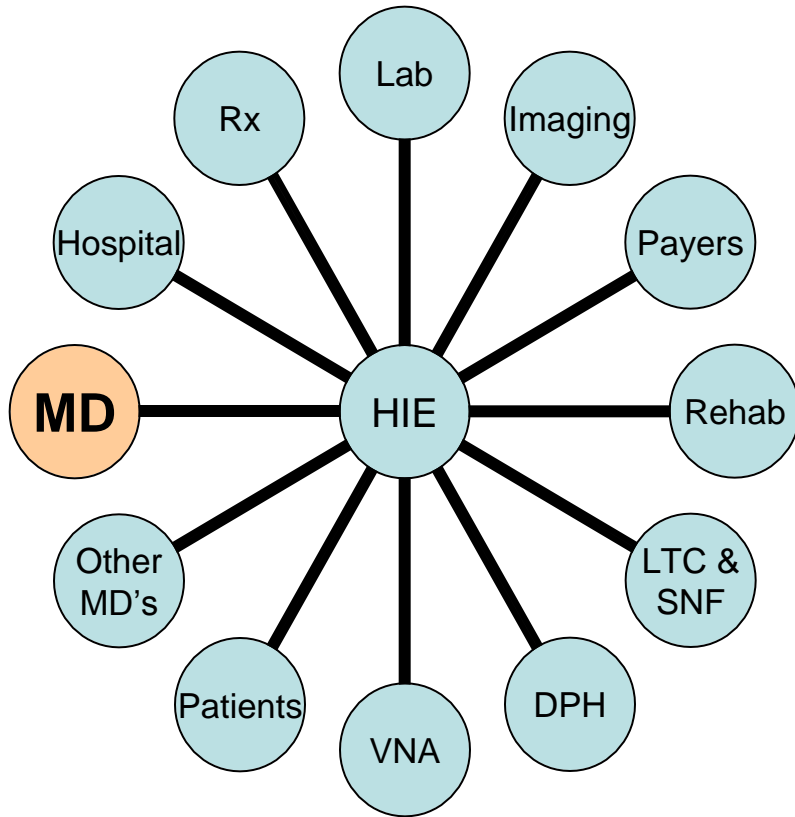 Lab
Rx
Imaging
Hospital
Payers
MD
HIE
Rehab
Other
MD’s
LTC &
SNF
Patients
DPH
VNA